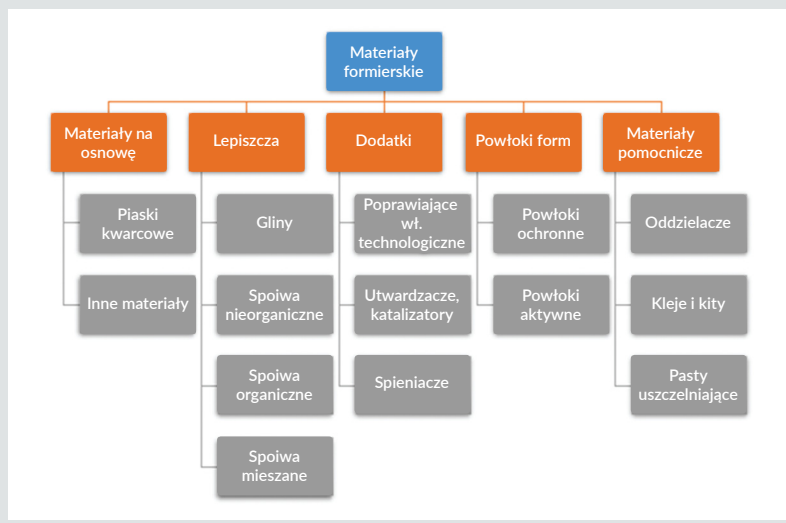 Materiały
formierskie
Materiały na
osnowę
Lepiszcza
Dodatki
Powłoki form
Materiały
pomocnicze
Piaski
kwarcowe
Inne materiały
Gliny
Spoiwa
nieorganiczne
Spoiwa
organiczne
Spoiwa
mieszane
Poprawiające
wł.
technologiczne
Utwardzacze,
katalizatory
Spieniacze
Powłoki
ochronne
Powłoki
aktywne
Oddzielacze
Kleje i kity
Pasty
uszczelniające